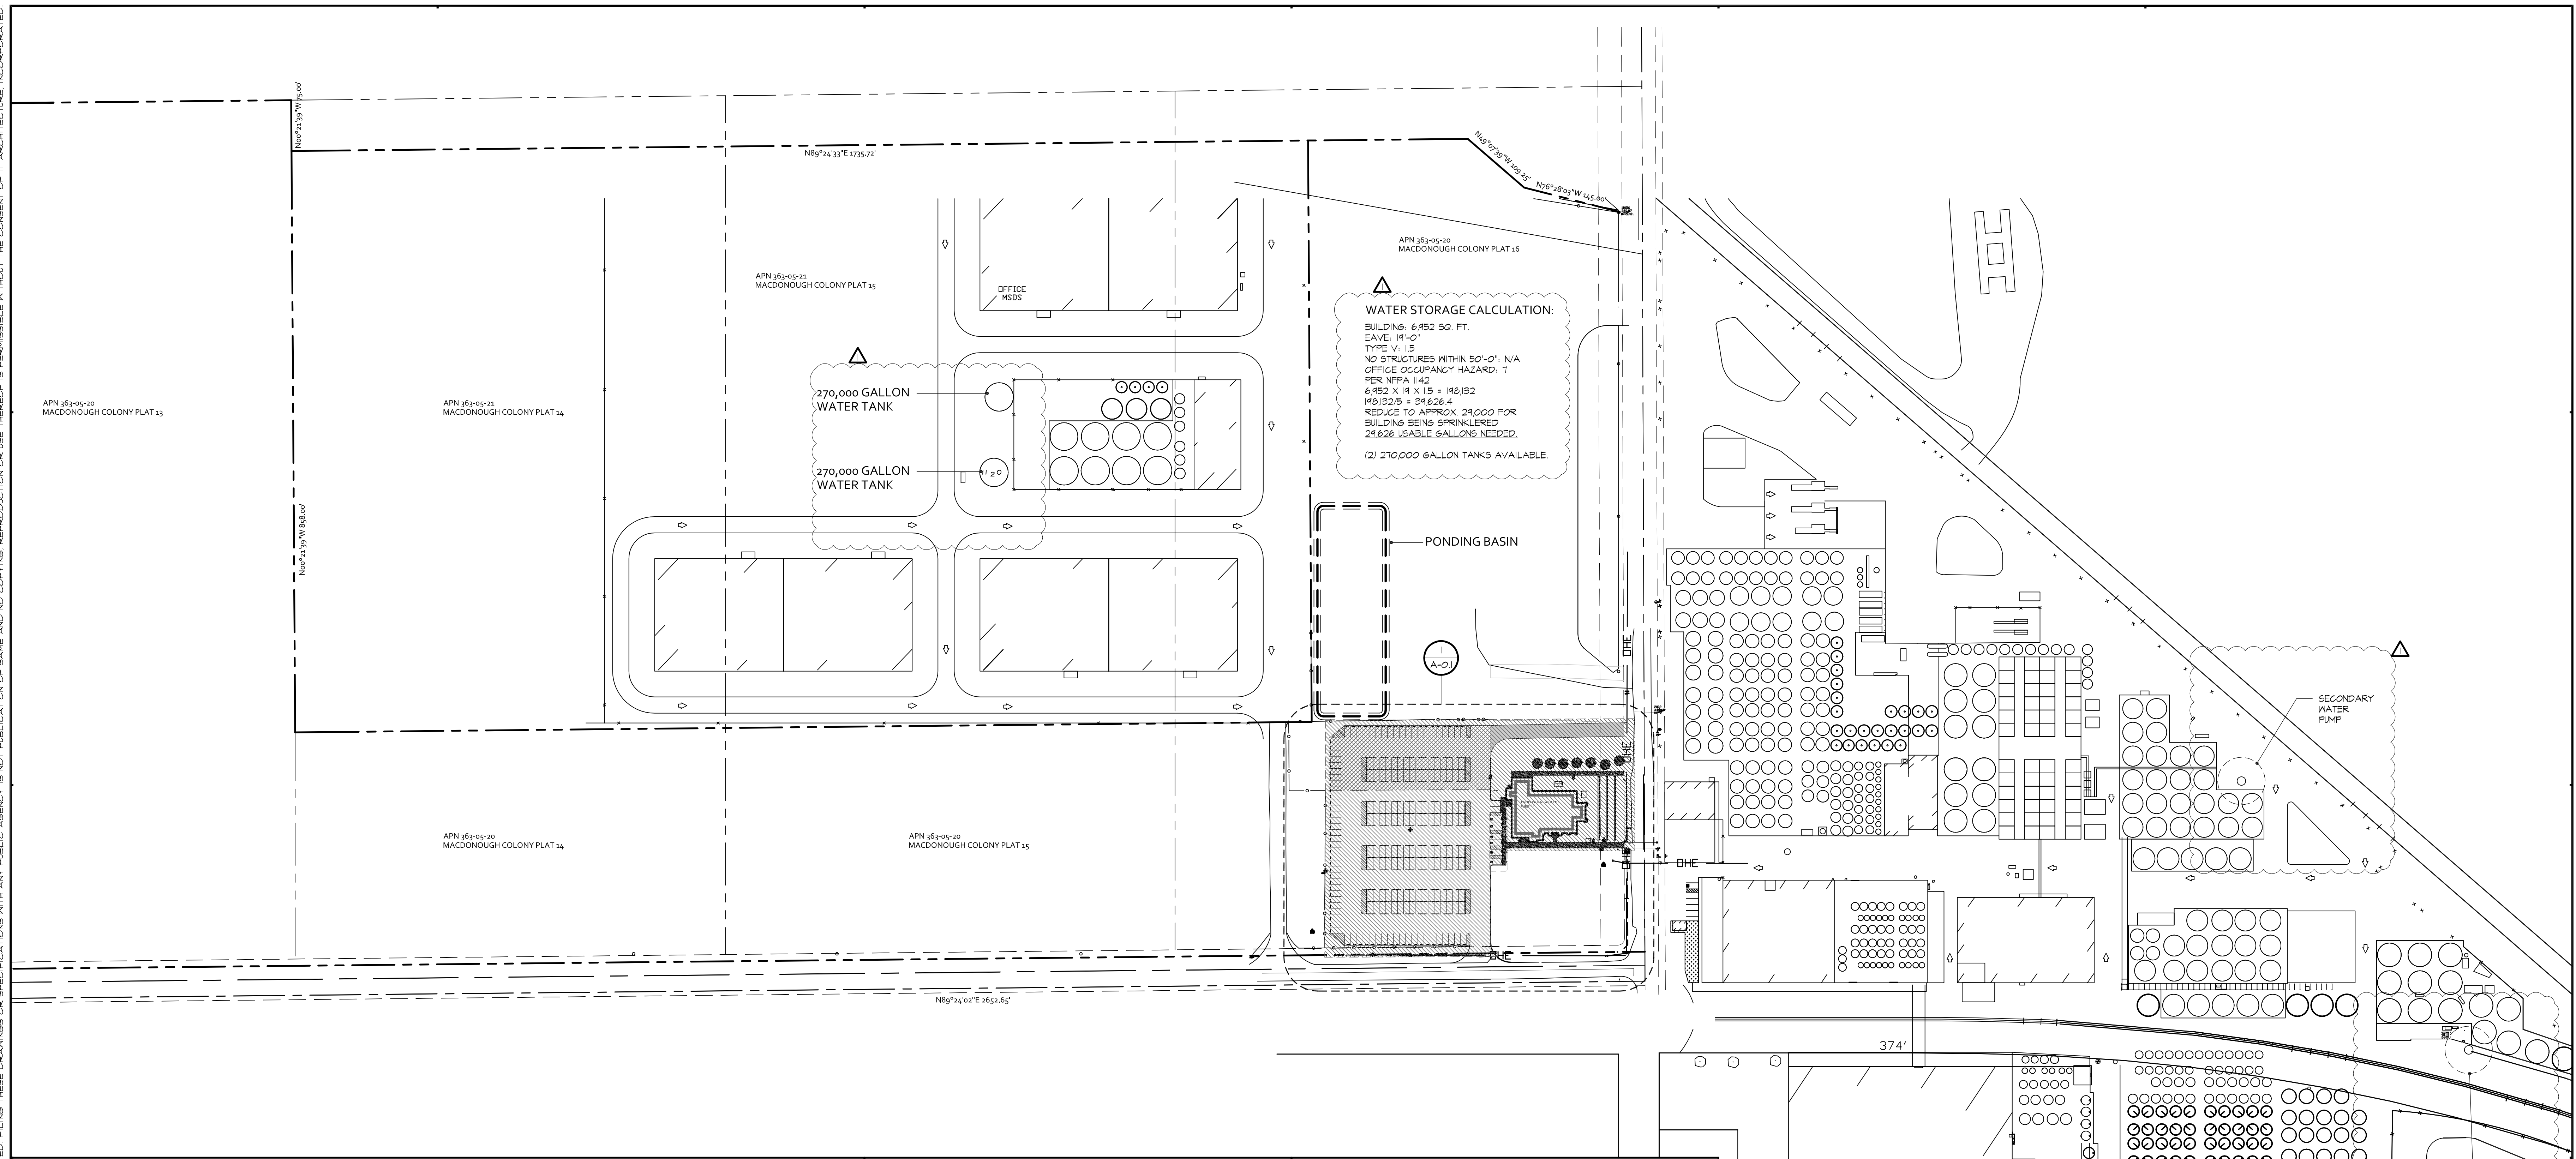 N00°21'39"W 75.00'
N89°24'33"E 1735.72'
N49°07'39"W 109.25'
N76°28'03"W 145.00'
APN 363-05-20
MACDONOUGH COLONY PLAT 16
APN 363-05-21
MACDONOUGH COLONY PLAT 15
OFFICE
MSDS
WATER STORAGE CALCULATION:
BUILDING: 6,952 SQ. FT.
EAVE: 19'-0"
TYPE V: 1.5
NO STRUCTURES WITHIN 50'-0": N/A
OFFICE OCCUPANCY HAZARD: 7
PER NFPA 1142
6,952 X 19 X 1.5 = 198,132
198,132/5 = 39,626.4
REDUCE TO APPROX. 29,000 FOR
BUILDING BEING SPRINKLERED
29,626 USABLE GALLONS NEEDED.
(2) 270,000 GALLON TANKS AVAILABLE.
APN 363-05-20
MACDONOUGH COLONY PLAT 13
APN 363-05-21
MACDONOUGH COLONY PLAT 14
270,000 GALLON
WATER TANK
270,000 GALLON
WATER TANK
120
N00°21'39"W 858.00'
PONDING BASIN
1
A-0.1
OHE
OHE
OHE
OHE
OHE
SECONDARY
WATER
PUMP
APN 363-05-20
MACDONOUGH COLONY PLAT 14
APN 363-05-20
MACDONOUGH COLONY PLAT 15
N89°24'02"E 2652.65'
374'